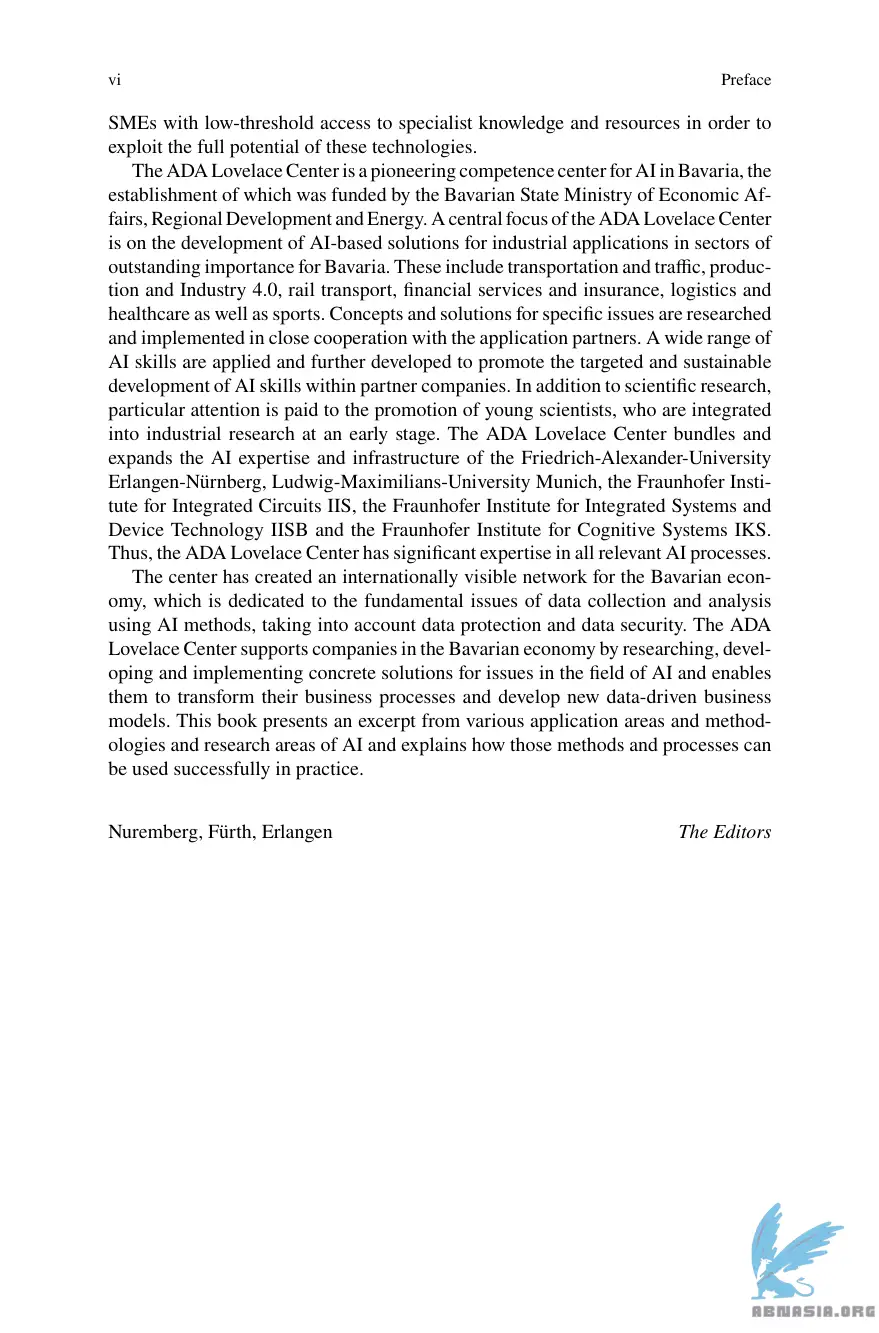 vi Preface
SMEs with low-threshold access to specialist knowledge and resources in order to
exploit the full potential of these technologies.
The ADA Lovelace Center is a pioneering competence center for AI in Bavaria, the
establishment of which was funded by the Bavarian State Ministry of Economic Af-
fairs, Regional Development and Energy. A central focus of the ADA Lovelace Center
is on the development of AI-based solutions for industrial applications in sectors of
outstanding importance for Bavaria. These include transportation and traffic, produc-
tion and Industry 4.0, rail transport, financial services and insurance, logistics and
healthcare as well as sports. Concepts and solutions for specific issues are researched
and implemented in close cooperation with the application partners. A wide range of
AI skills are applied and further developed to promote the targeted and sustainable
development of AI skills within partner companies. In addition to scientific research,
particular attention is paid to the promotion of young scientists, who are integrated
into industrial research at an early stage. The ADA Lovelace Center bundles and
expands the AI expertise and infrastructure of the Friedrich-Alexander-University
Erlangen-Nürnberg, Ludwig-Maximilians-University Munich, the Fraunhofer Insti-
tute for Integrated Circuits IIS, the Fraunhofer Institute for Integrated Systems and
Device Technology IISB and the Fraunhofer Institute for Cognitive Systems IKS.
Thus, the ADA Lovelace Center has significant expertise in all relevant AI processes.
The center has created an internationally visible network for the Bavarian econ-
omy, which is dedicated to the fundamental issues of data collection and analysis
using AI methods, taking into account data protection and data security. The ADA
Lovelace Center supports companies in the Bavarian economy by researching, devel-
oping and implementing concrete solutions for issues in the field of AI and enables
them to transform their business processes and develop new data-driven business
models. This book presents an excerpt from various application areas and method-
ologies and research areas of AI and explains how those methods and processes can
be used successfully in practice.
Nuremberg, Fürth, Erlangen The Editors
ABNASIA.ORG